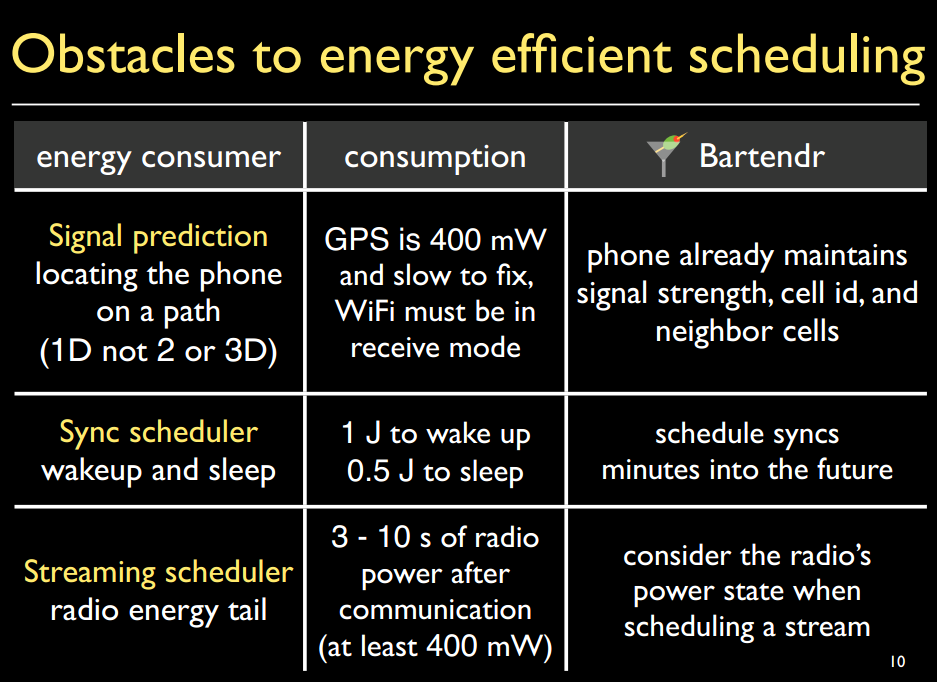 Obstacles to energy efficient scheduling
energy consumer
consumption
Bartendr
Signal prediction
locating the phone
on a path
(1D not 2 or 3D)
GPS is 400 mW
and slow to fix,
WiFi must be in
receive mode
phone already maintains
signal strength, cell id, and
neighbor cells
Sync scheduler
wakeup and sleep
1 J to wake up
0.5 J to sleep
schedule syncs
minutes into the future
Streaming scheduler
radio energy tail
3 - 10 s of radio
power after
communication
(at least 400 mW)
consider the radio’s
power state when
scheduling a stream
10